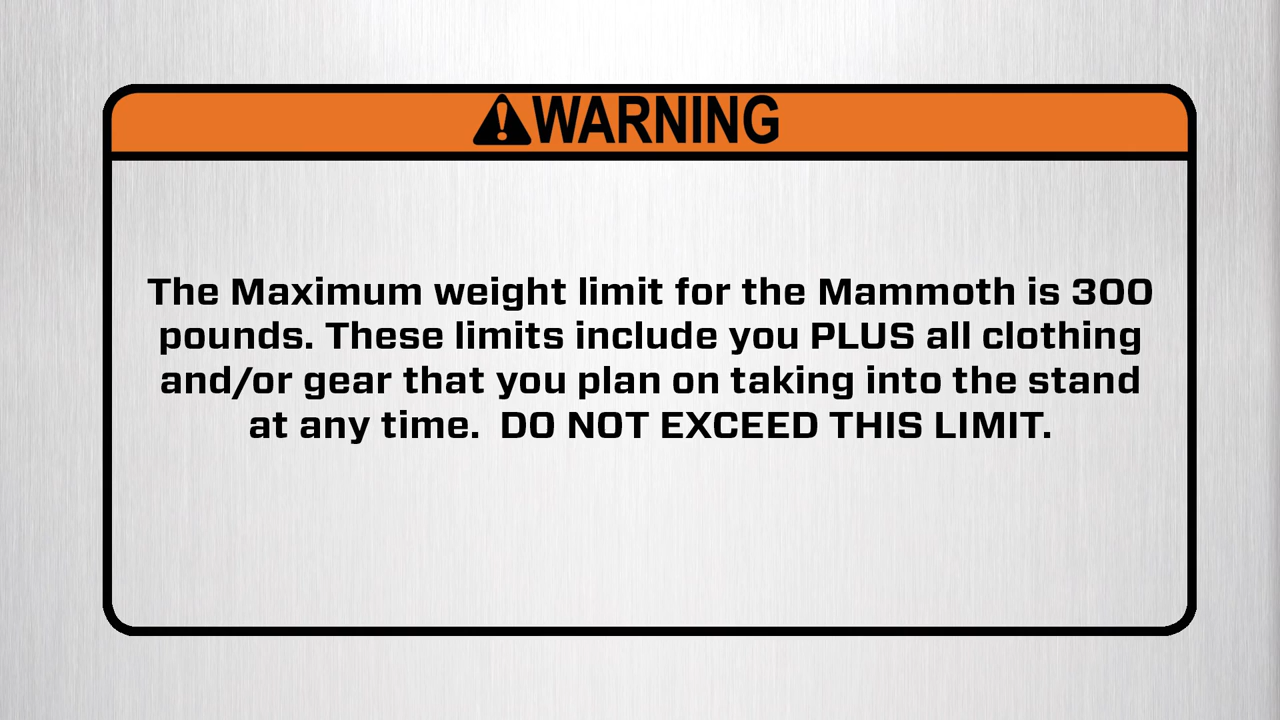 WARNING
The Maximum weight limit for the Mammoth is 300
pounds. These limits include you PLUS all clothing
and/or gear that you plan on taking into the stand
at any time.  DO NOT EXCEED THIS LIMIT.